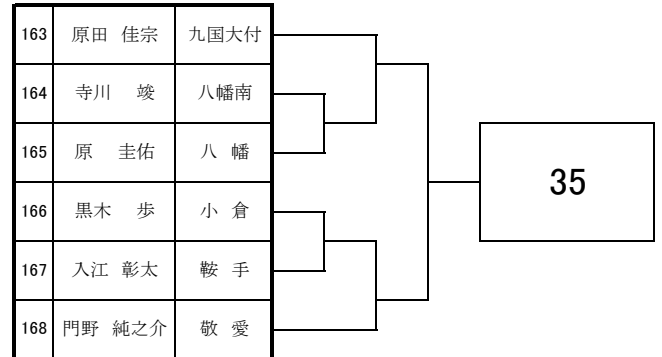 163 原田 佳宗 九国大付
164 寺川 竣 八幡南
165 原 圭佑 八 幡
35
166 黒木 歩 小 倉
167 入江 彰太 鞍 手
168 門野 純之介 敬 愛